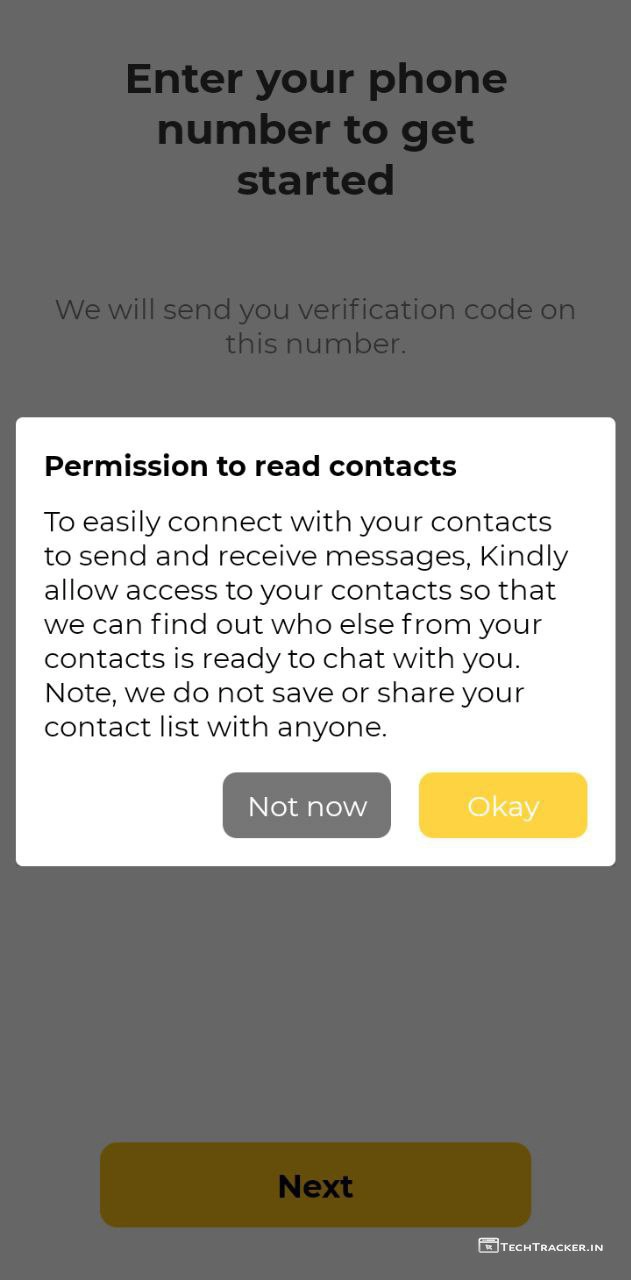 Enter your phone
number to get
started
We will send you verification code on
this number.
Permission to read contacts
To easily connect with your contacts
to send and receive messages, Kindly
allow access to your contacts so that
we can find out who else from your
contacts is ready to chat with you.
Note, we do not save or share your
contact list with anyone.
Not now
Okay
Next
TECHTRACKER.IN